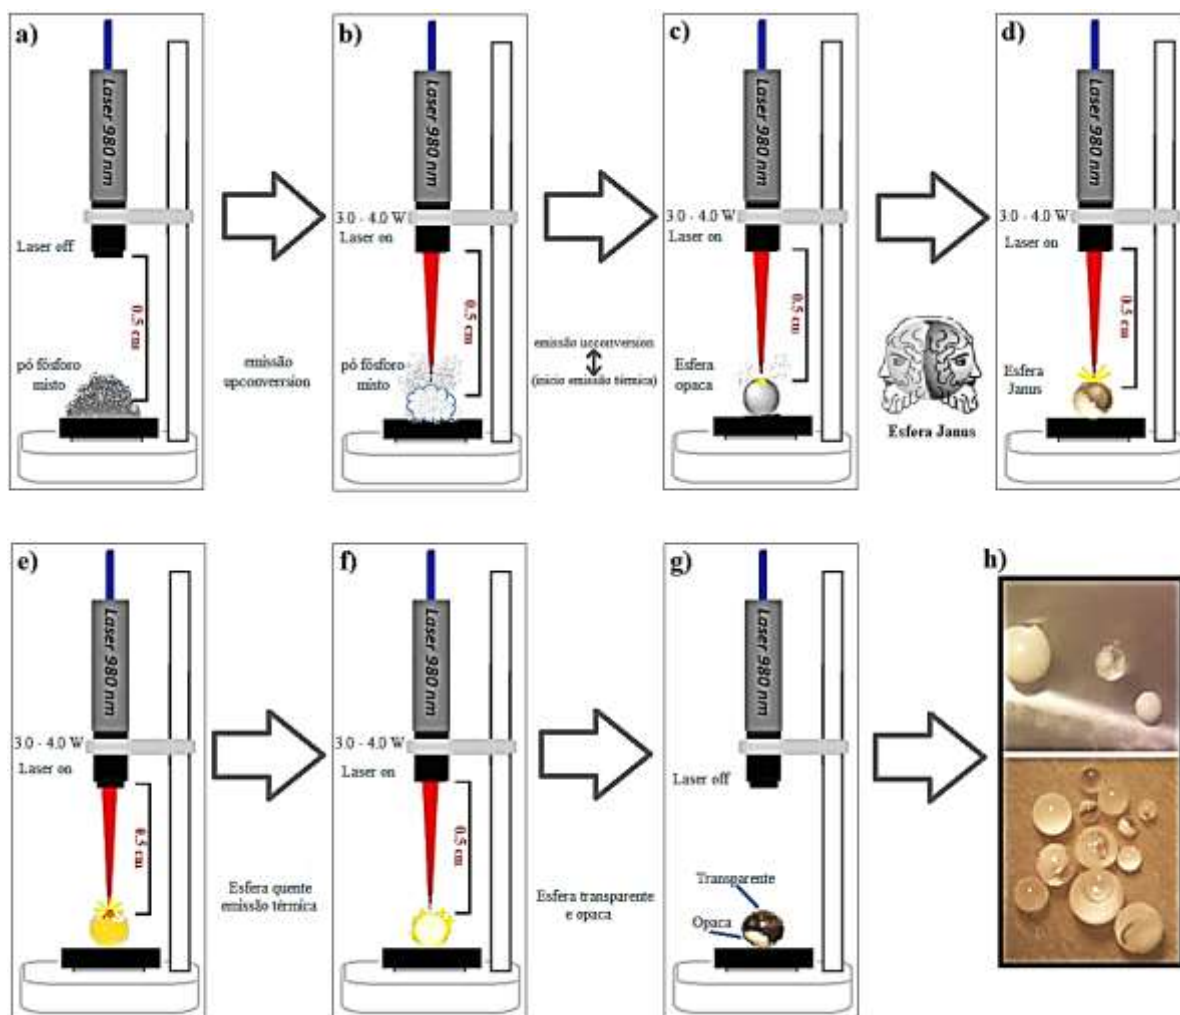 a)
Laser 980 nm
Laser off
0.5 cm
pó fósforo
misto
emissão
upconverrsion
b)
Laser 980 nm
3.0 - 4.0 W
Laser on
0.5 cm
pó fósforo
misto
emissão upconversion
(início emissão térmica)
c)
Laser 980 nm
3.0 - 4.0 W
Laser on
0.5 cm
Esfera
opaca
Esfera Janus
d)
Laser 980 nm
3.0 - 4.0 W
Laser on
0.5 cm
Esfera
Janus
e)
Laser 980 nm
3.0 - 4.0 W
Laser on
0.5 cm
Esfera quente
emissão térmica
f)
Laser 980 nm
3.0 - 4.0 W
Laser on
0.5 cm
Esfera transparente
e opaca
g)
Laser 980 nm
Laser off
Transparente
Opaca
h)